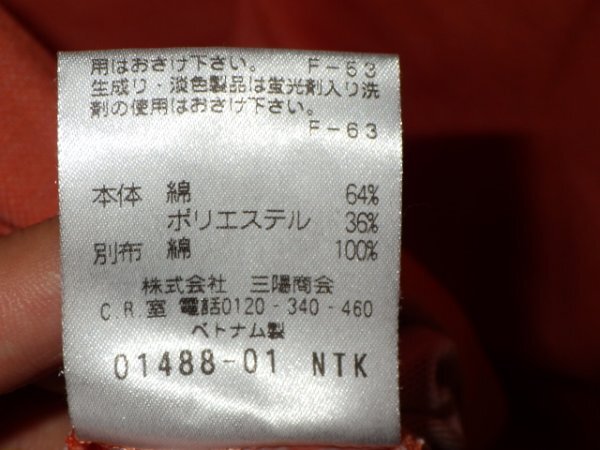 用はおさけ下さい。 F-53
生成り・淡色製品は蛍光剤入り洗
剤の使用はおさけ下さい。
F-63
本体 綿 64%
ポリエステル 36%
別布 綿 100%
株式会社 三陽商会
C.R.室 電話0120-340-460
ベトナム製
01488-01 NTK